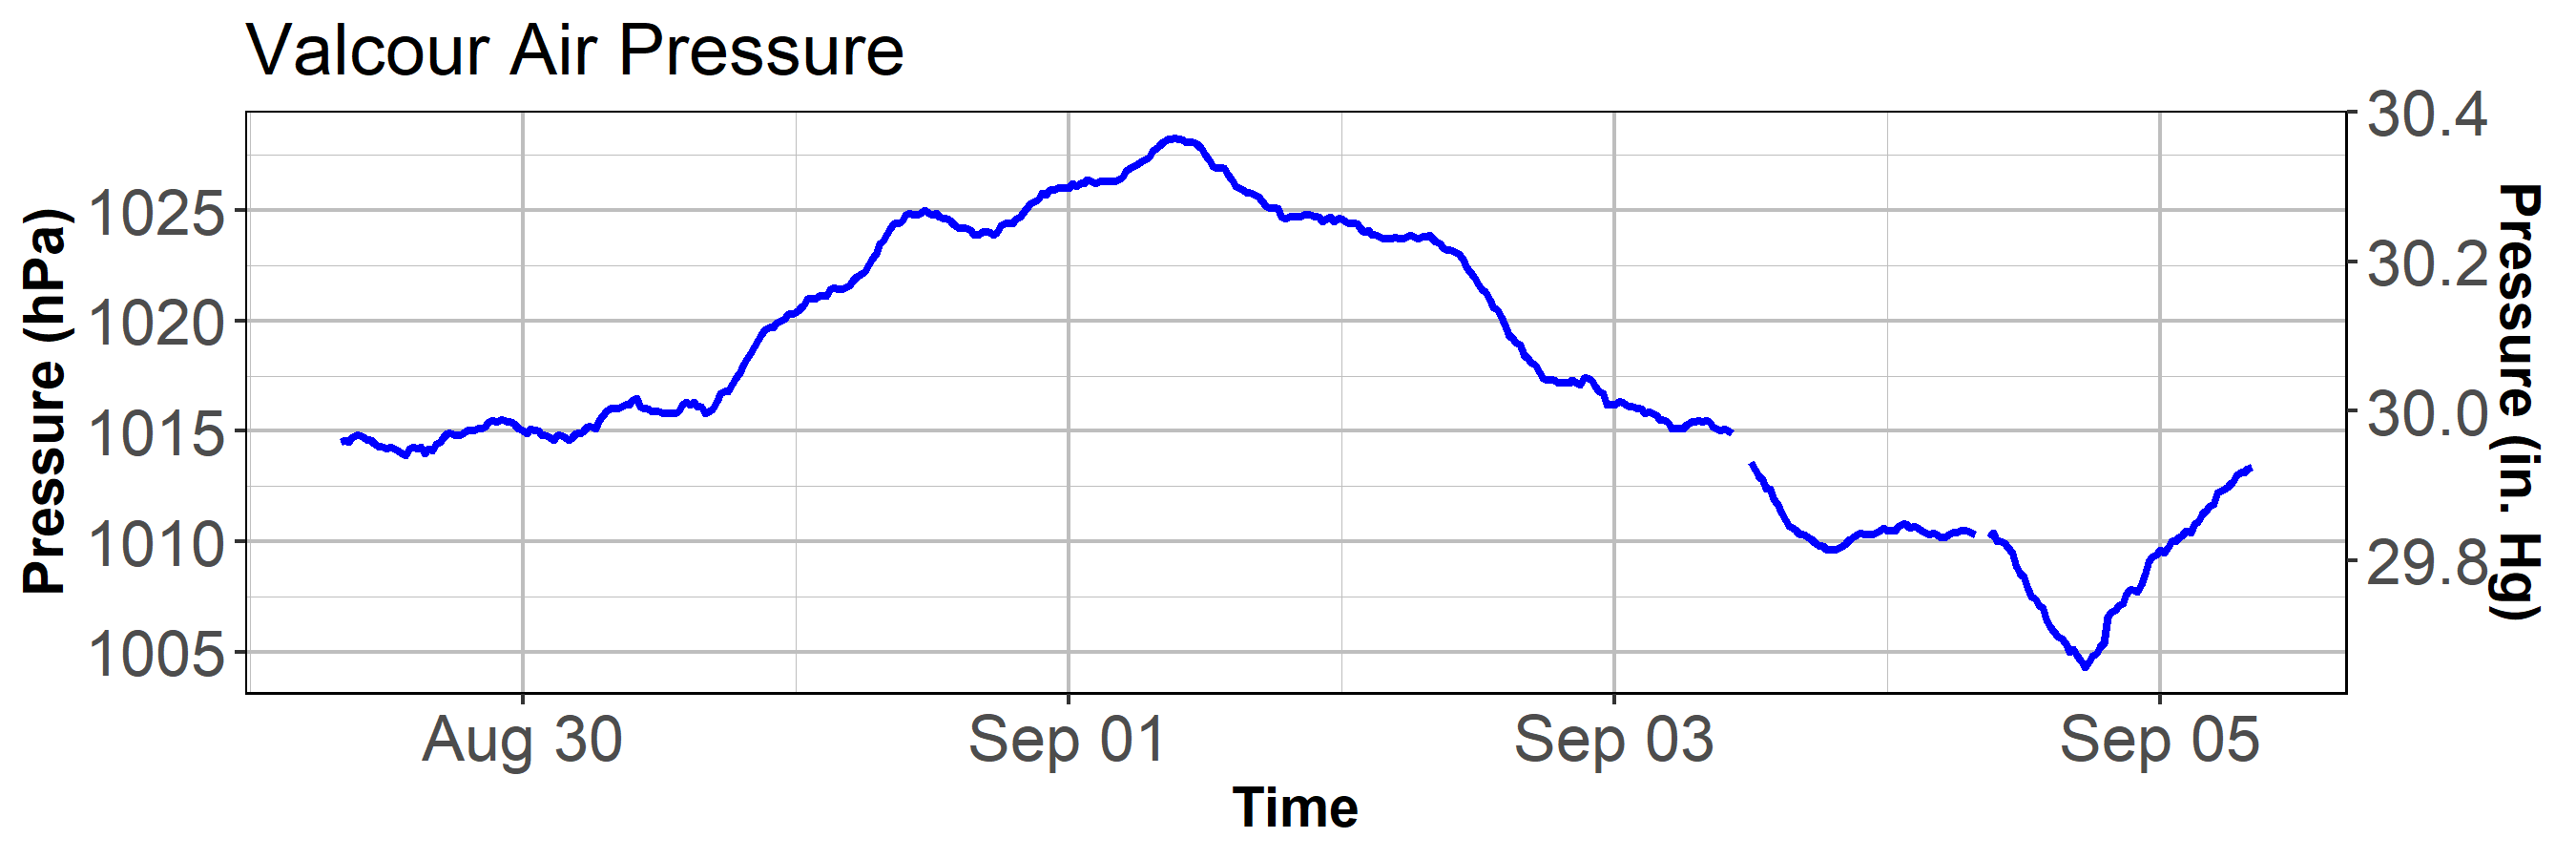 Valcour Air Pressure
Pressure (hPa)
1025
1020
1015
1010
1005
30.4
30.2
30.0
29.8
Pressure (in. Hg)
Aug 30
Sep 01
Sep 03
Sep 05
Time